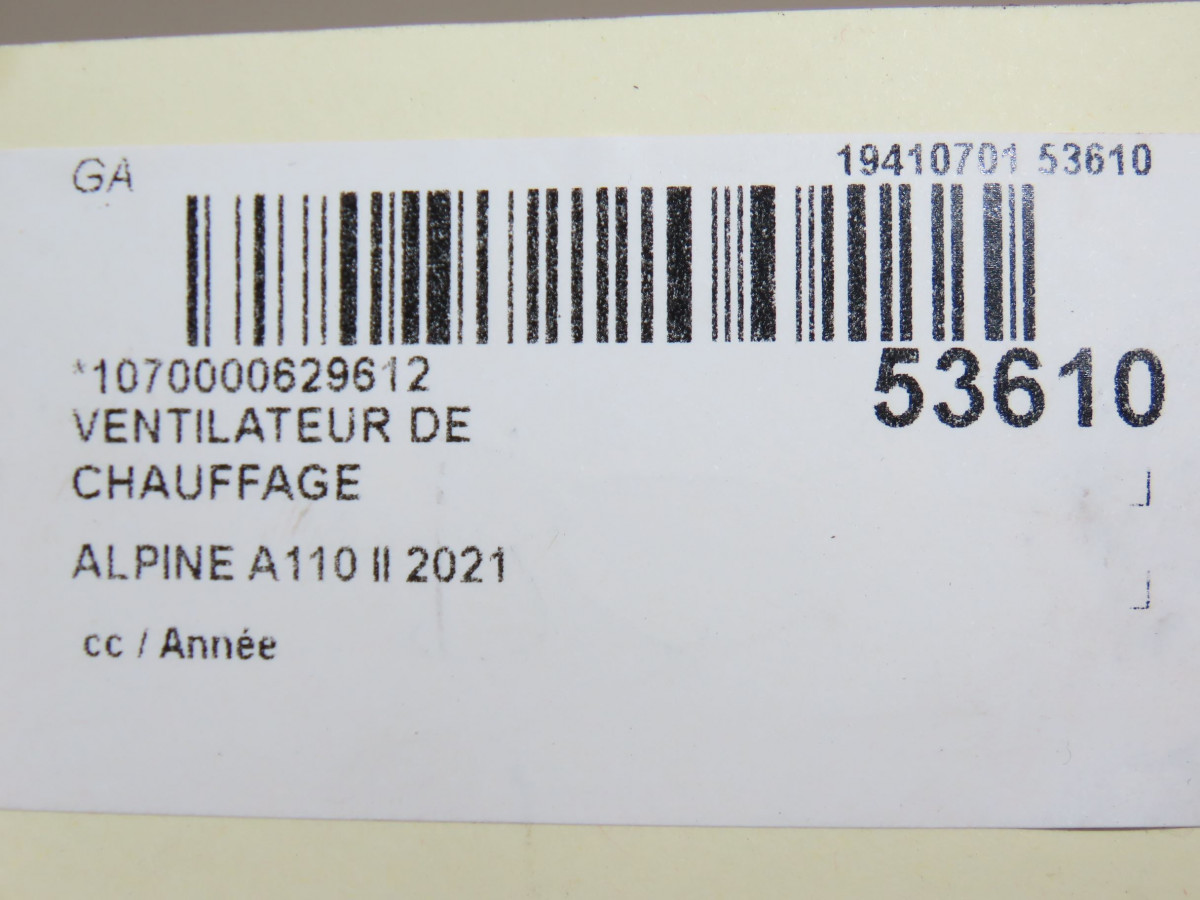 GA
19410701 53610
*1070000629612
53610
VENTILATEUR DE
CHAUFFAGE
ALPINE A110 II 2021
cc / Année